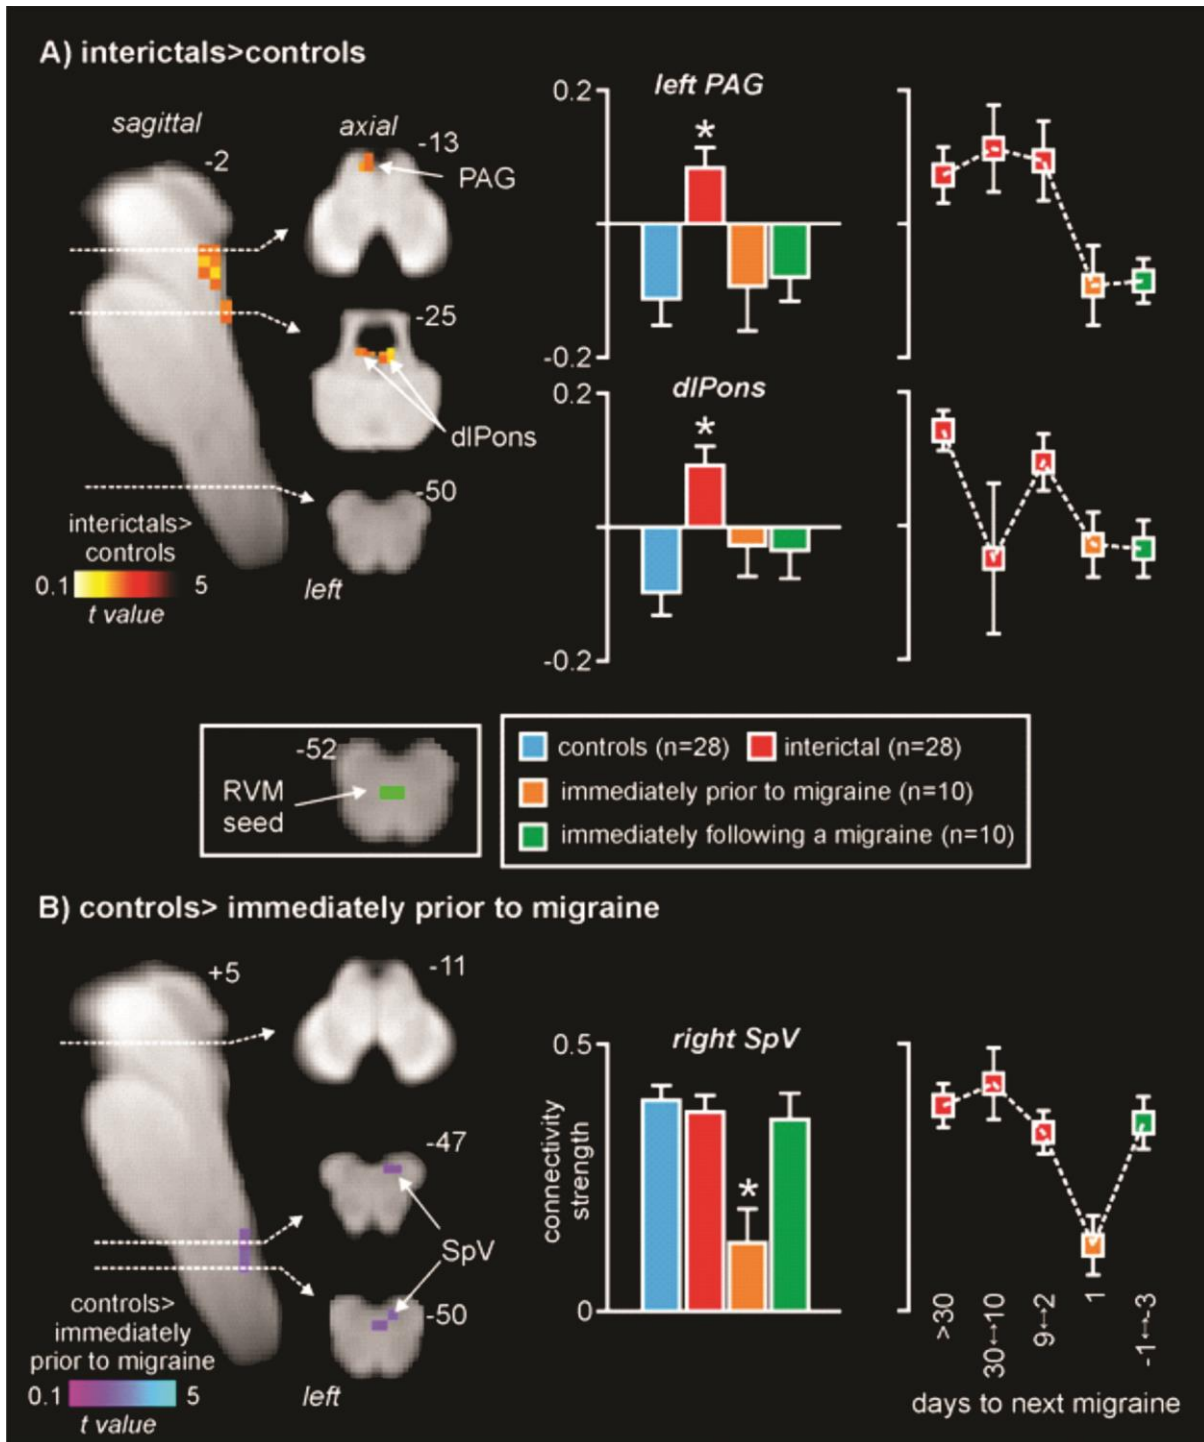 A) interictals>controls
sagittal
axial
-2
-13
PAG
-25
dlPons
-50
interictals>
controls
0.1
5
t value
left
0.2
left PAG
*
-0.2
0.2
dlPons
*
-0.2
-52
RVM
seed
controls (n=28)
interictal (n=28)
immediately prior to migraine (n=10)
immediately following a migraine (n=10)
B) controls> immediately prior to migraine
+5
-11
-47
SpV
-50
controls>
immediately
prior to migraine
0.1
5
t value
left
0.5
right SpV
connectivity
strength
*
0
>30
30↔10
9↔2
1
-1↔-3
days to next migraine